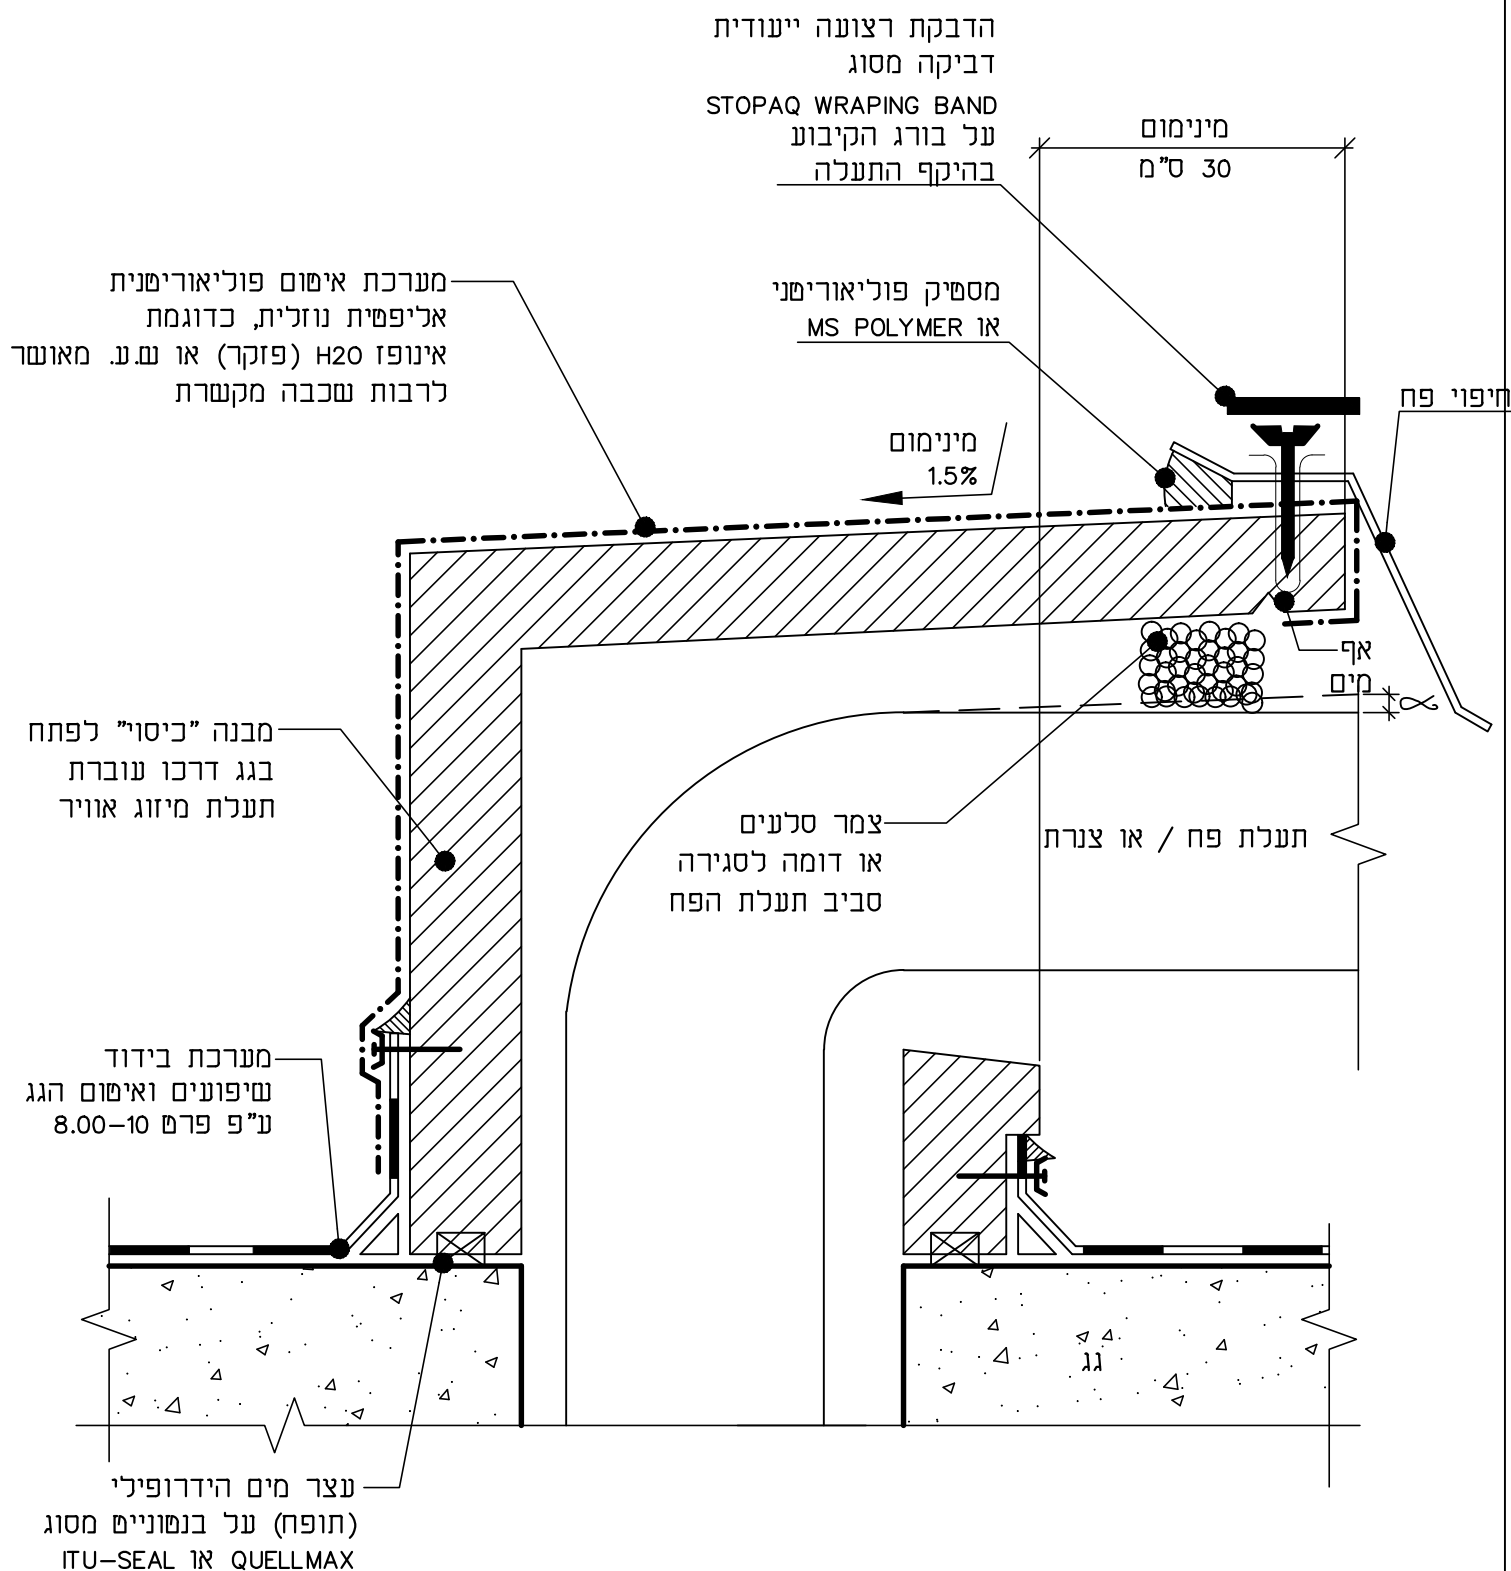 הדבקת רצועה ייעודית
דביקה מסוג
STOPAQ WRAPING BAND
על בורג הקיבוע
בהיקף התעלה
מינימום
30 ס"מ
מערכת איטום פוליאוריטנית
אליפטית נוזלית, כדוגמת
אינופז H2O (פזקר) או ש.ע. מאושר
לרבות שכבה מקשרת
מסטיק פוליאוריטני
או MS POLYMER
חיפוי פח
מינימום
1.5%
אף
מים
α
מבנה "כיסוי" לפתח
בגג דרכו עוברת
תעלת מיזוג אוויר
צמר סלעים
או דומה לסגירה
סביב תעלת הפח
תעלת פח / או צנרת
מערכת בידוד
שיפועים ואיטום הגג
ע"פ פרט 8.00-10
גג
עצר מים הידרופילי
(תופח) על בנטונייט מסוג
QUELLMAX או ITU-SEAL